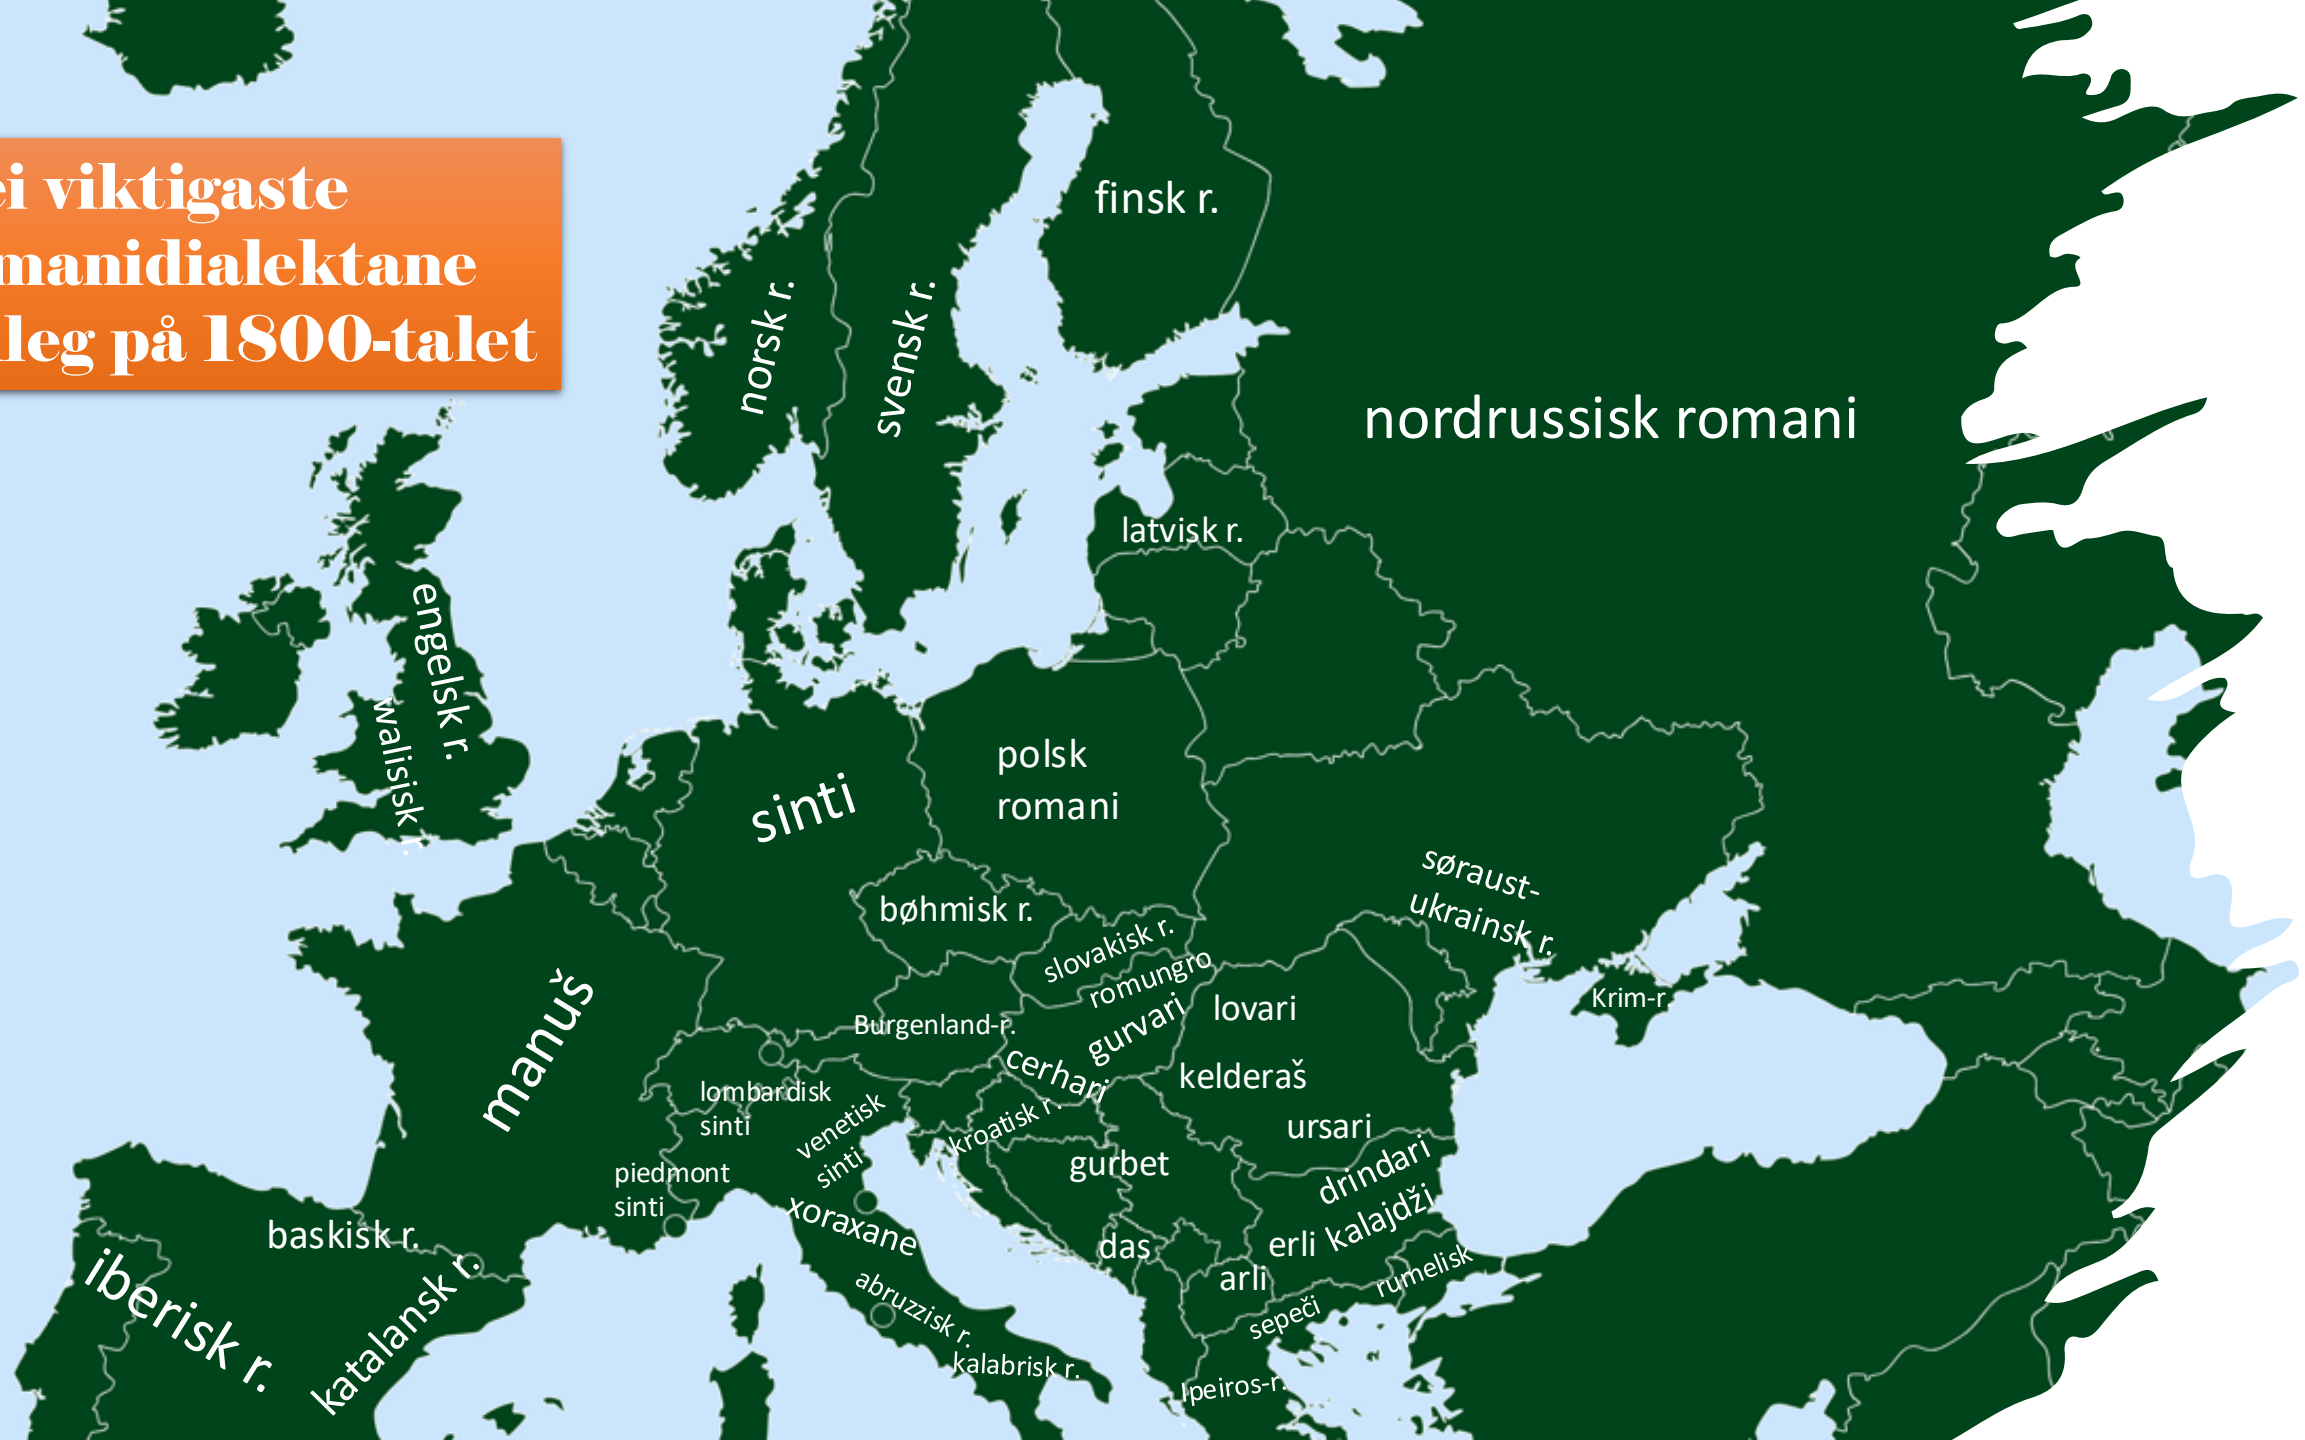 ei viktigaste
manidialektane
leg på 1800-talet
finsk r.
norsk r.
svensk r.
nordrussisk romani
latvisk r.
engelsk r.
walisisk r.
polsk
romani
sinti
søraust-
ukrainsk r.
bøhmisk r.
slovakisk r.
romungro
manuš
Burgenland-r.
gurvari
lovari
Krim-r.
cerhari
kelderaš
lombardisk
sinti
venetisk
sinti
kroatisk r.
ursari
gurbet
drindari
piedmont
sinti
xoraxane
baskisk r.
das
erli
kalajdži
iberisk r.
katalansk r.
arli
rumelisk
abruzzisk r.
sepeči
kalabrisk r.
Ipeiros-r.